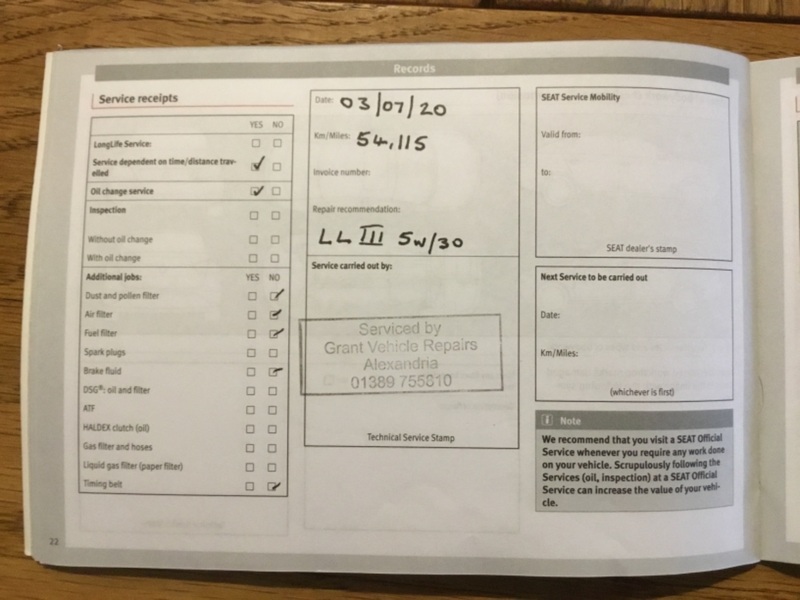 Records
Service receipts
YES NO
LongLife Service:
Service dependent on time/distance trav-
elled
Oil change service
Inspection
Without oil change
With oil change
Additional jobs: YES NO
Dust and pollen filter
Air filter
Fuel filter
Spark plugs
Brake fluid
DSG®: oil and filter
ATF
HALDEX clutch (oil)
Gas filter and hoses
Liquid gas filter (paper filter)
Timing belt
22
Date: 03/07/20
Km/Miles: 54,115
Invoice number:
Repair recommendation:
LL III 5W/30
Service carried out by:
Serviced by
Grant Vehicle Repairs
Alexandria
01389 755810
Technical Service Stamp
SEAT Service Mobility
Valid from:
to:
SEAT dealer's stamp
Next Service to be carried out
Date:
Km/Miles:
(whichever is first)
i Note
We recommend that you visit a SEAT Official
Service whenever you require any work done
on your vehicle. Scrupulously following the
Services (oil, inspection) at a SEAT Official
Service can increase the value of your vehi-
cle.